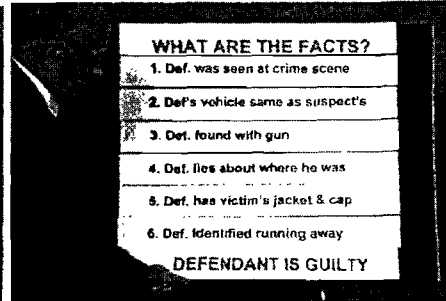 WHAT ARE THE FACTS?
1. Def. was seen at crime scene
2. Def's vehicle same as suspect's
3. Def. found with gun
4. Def. lies about where he was
5. Def. has victim's jacket & cap
6. Def. Identified running away
DEFENDANT IS GUILTY